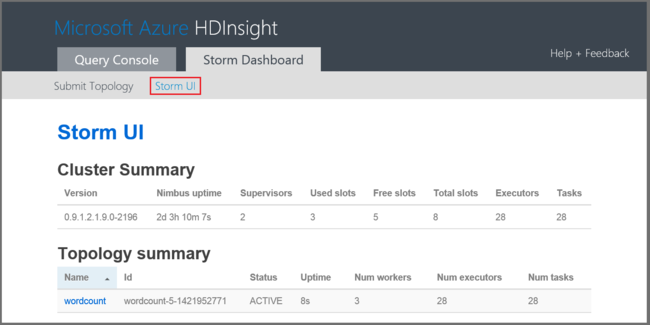 Microsoft Azure HDInsight
Query Console Storm Dashboard Help + Feedback
Submit Topology Storm UI
Storm UI
Cluster Summary
Version Nimbus uptime Supervisors Used slots Free slots Total slots Executors Tasks
0.9.1.2.1.9.0-2196 2d 3h 10m 7s 2 3 5 8 28 28
Topology summary
Name Id Status Uptime Num workers Num executors Num tasks
wordcount wordcount-5-1421952771 ACTIVE 8s 3 28 28